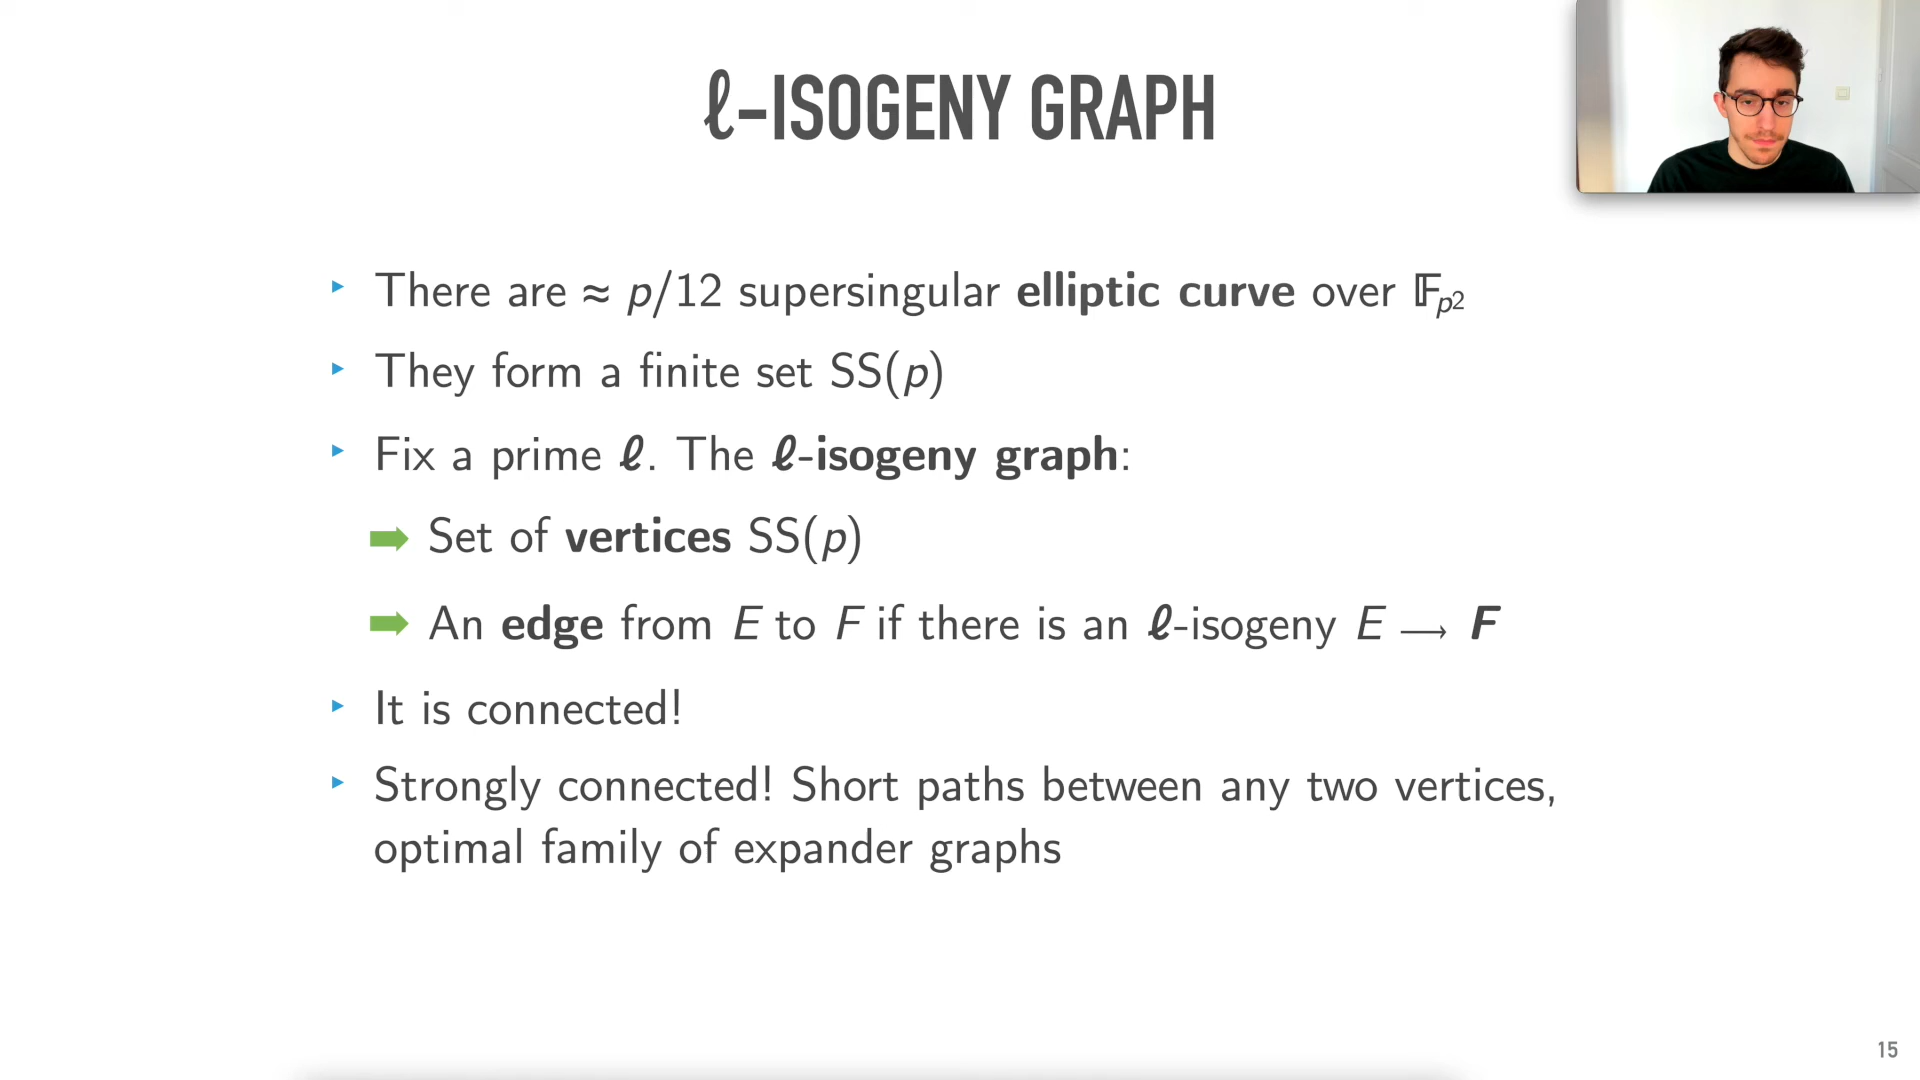 ℓ-ISOGENY GRAPH
‣ There are ≈ p/12 supersingular elliptic curve over 𝔽p2
‣ They form a finite set SS(p)
‣ Fix a prime ℓ. The ℓ-isogeny graph:
➡ Set of vertices SS(p)
➡ An edge from E to F if there is an ℓ-isogeny E ⟶ F
‣ It is connected!
‣ Strongly connected! Short paths between any two vertices,
optimal family of expander graphs
15